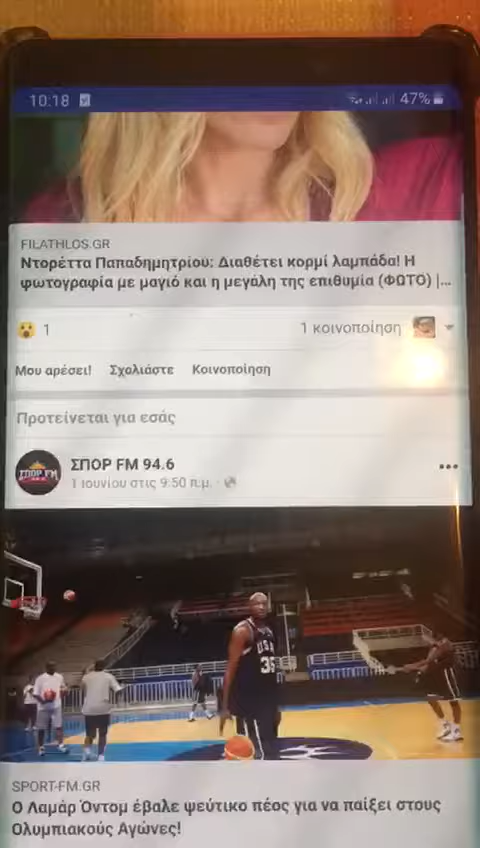 10:18
47%
FILATHLOS.GR
Ντορέττα Παπαδημητρίου: Διαθέτει κορμί λαμπάδα! Η
φωτογραφία με μαγιό και η μεγάλη της επιθυμία (ΦΩΤΟ) |...
1
1 κοινοποίηση
Μου αρέσει! Σχολιάστε Κοινοποίηση
Προτείνεται για εσάς
ΣΠΟΡ FM
ΣΠΟΡ FM 94.6
1 Ιουνίου στις 9:50 π.μ.
USA
35
SPORT-FM.GR
Ο Λαμάρ Όντομ έβαλε ψεύτικο πέος για να παίξει στους
Ολυμπιακούς Αγώνες!